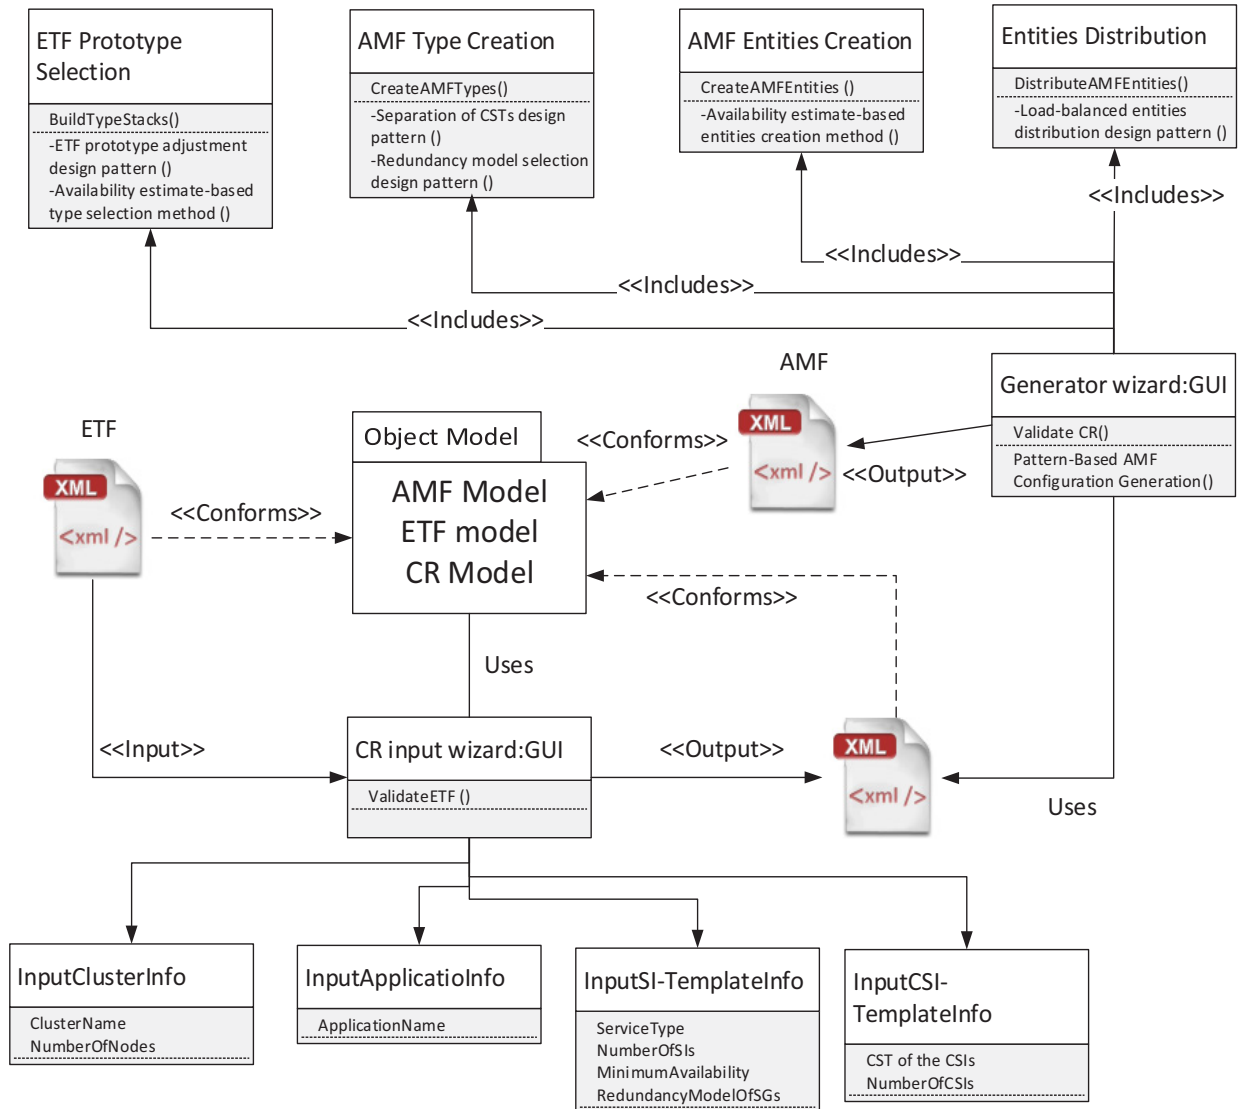 ETF Prototype
Selection
BuildTypeStacks()
-ETF prototype adjustment
design pattern ()
-Availability estimate-based
type selection method ()
AMF Type Creation
CreateAMFTypes()
-Separation of CSTs design
pattern ()
-Redundancy model selection
design pattern ()
AMF Entities Creation
CreateAMFEntities ()
-Availability estimate-based
entities creation method ()
Entities Distribution
DistributeAMFEntities()
-Load-balanced entities
distribution design pattern ()
<<Includes>>
<<Includes>>
<<Includes>>
<<Includes>>
AMF
XML
<xml />
Generator wizard:GUI
Validate CR()
Pattern-Based AMF
Configuration Generation()
ETF
XML
<xml />
<<Conforms>>
Object Model
AMF Model
ETF model
CR Model
<<Conforms>>
<<Output>>
<<Conforms>>
Uses
<<Input>>
CR input wizard:GUI
ValidateETF ()
<<Output>>
XML
<xml />
Uses
InputClusterInfo
ClusterName
NumberOfNodes
InputApplicatioInfo
ApplicationName
InputSI-TemplateInfo
ServiceType
NumberOfSIs
MinimumAvailability
RedundancyModelOfSGs
InputCSI-
TemplateInfo
CST of the CSIs
NumberOfCSIs